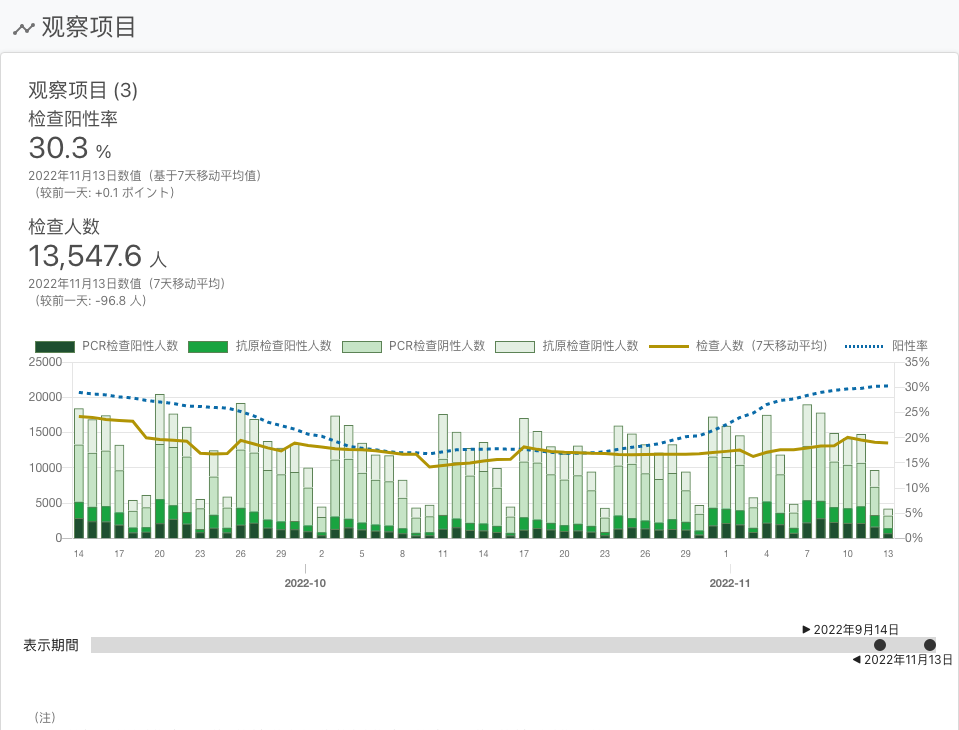 观察项目
观察项目 (3)
检查阳性率
30.3 %
2022年11月13日数值（基于7天移动平均值）
（较前一天: +0.1 ポイント）
检查人数
13,547.6 人
2022年11月13日数值（7天移动平均）
（较前一天: -96.8 人）
PCR检查阳性人数 抗原检查阳性人数 PCR检查阴性人数 抗原检查阴性人数 检查人数（7天移动平均） 阳性率
25000 35%
20000 30%
15000 25%
10000 20%
5000 15%
0 10%
5%
0%
14 17 20 23 26 29 2 5 8 11 14 17 20 23 26 29 1 4 7 10 13
2022-10 2022-11
▶ 2022年9月14日
表示期間
◀ 2022年11月13日
（注）